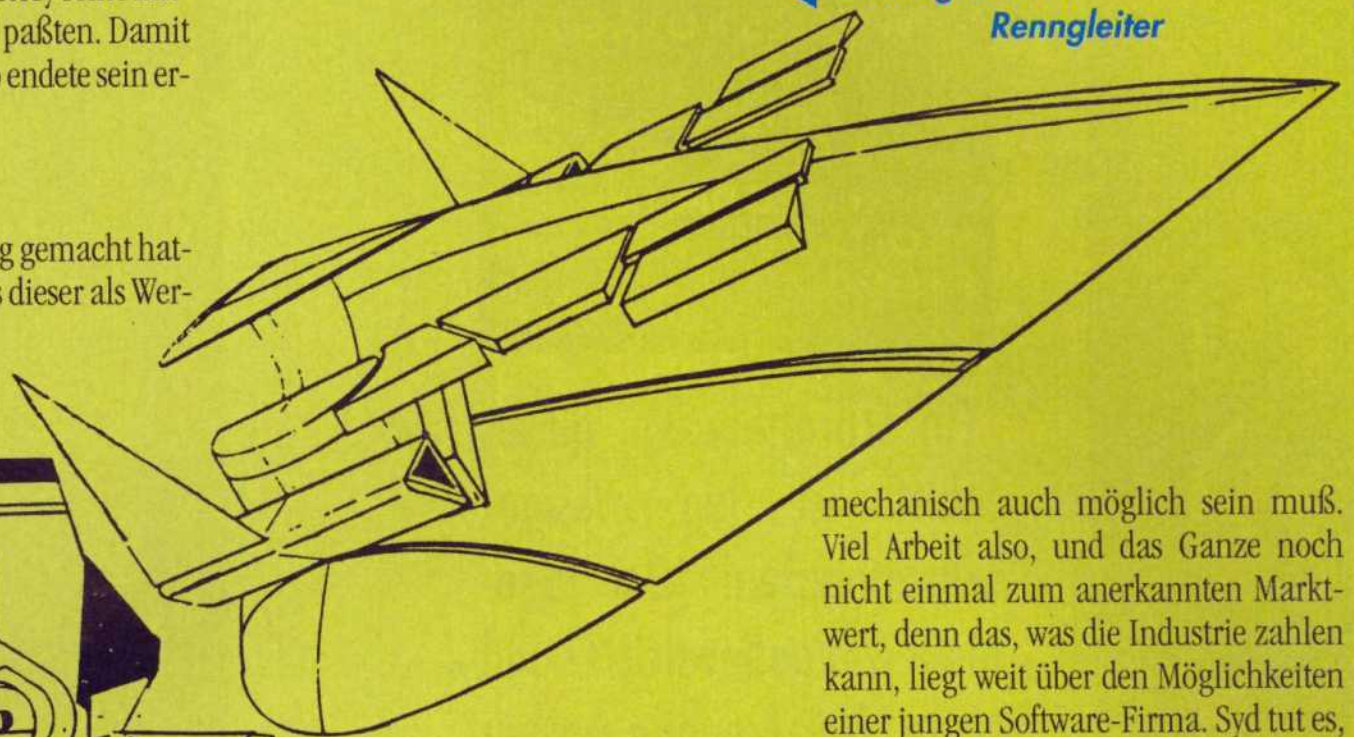 paßten. Damit
endete sein er-
g gemacht hat-
dieser als Wer-
Renngleiter
mechanisch auch möglich sein muß.
Viel Arbeit also, und das Ganze noch
nicht einmal zum anerkannten Markt-
wert, denn das, was die Industrie zahlen
kann, liegt weit über den Möglichkeiten
einer jungen Software-Firma. Syd tut es,